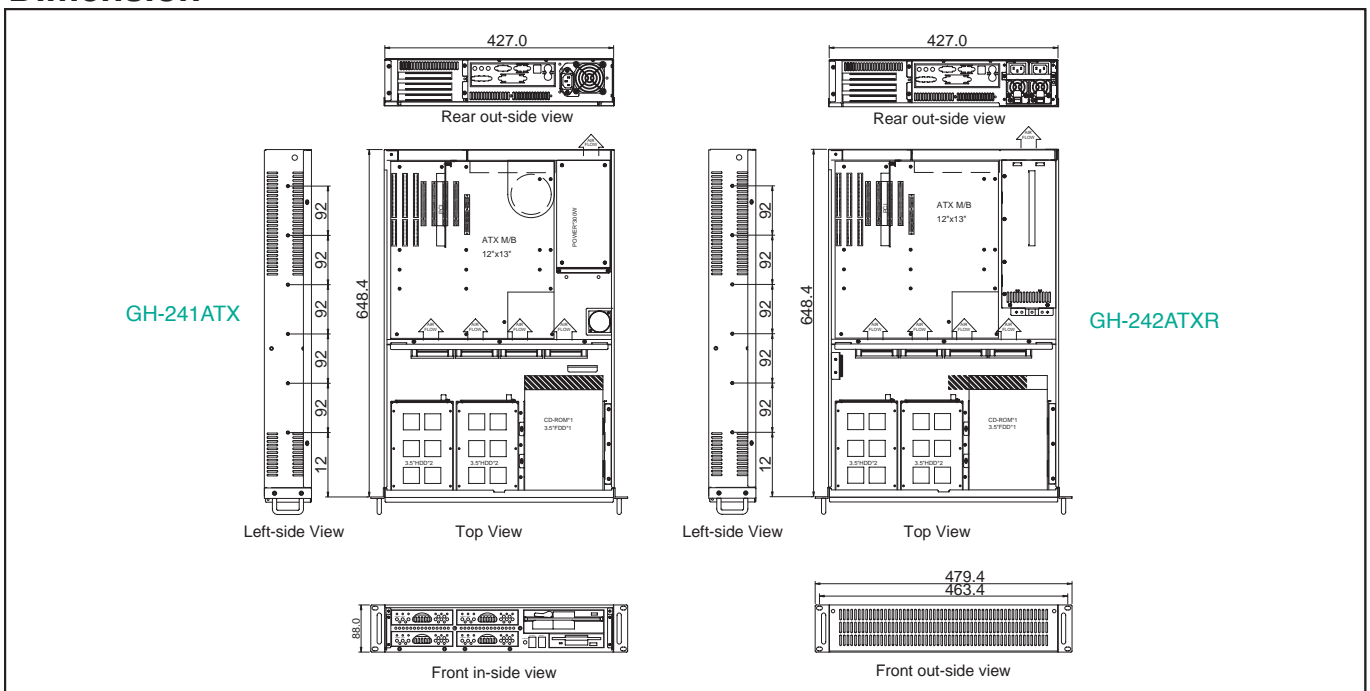 Dimension
427.0
Rear out-side view
427.0
Rear out-side view
GH-241ATX
92
92
92
92
92
12
Left-side View
648.4
AIR FLOW
PCI
ATX M/B
12"x13"
POWER*300W
AIR FLOW
AIR FLOW
AIR FLOW
AIR FLOW
CD-ROM*1
3.5"FDD*1
3.5"HDD*2
3.5"HDD*2
Top View
92
92
92
92
92
12
Left-side View
648.4
AIR FLOW
PCI
ATX M/B
12"x13"
AIR FLOW
AIR FLOW
AIR FLOW
AIR FLOW
CD-ROM*1
3.5"FDD*1
3.5"HDD*2
3.5"HDD*2
Top View
GH-242ATXR
88.0
Front in-side view
479.4
463.4
Front out-side view